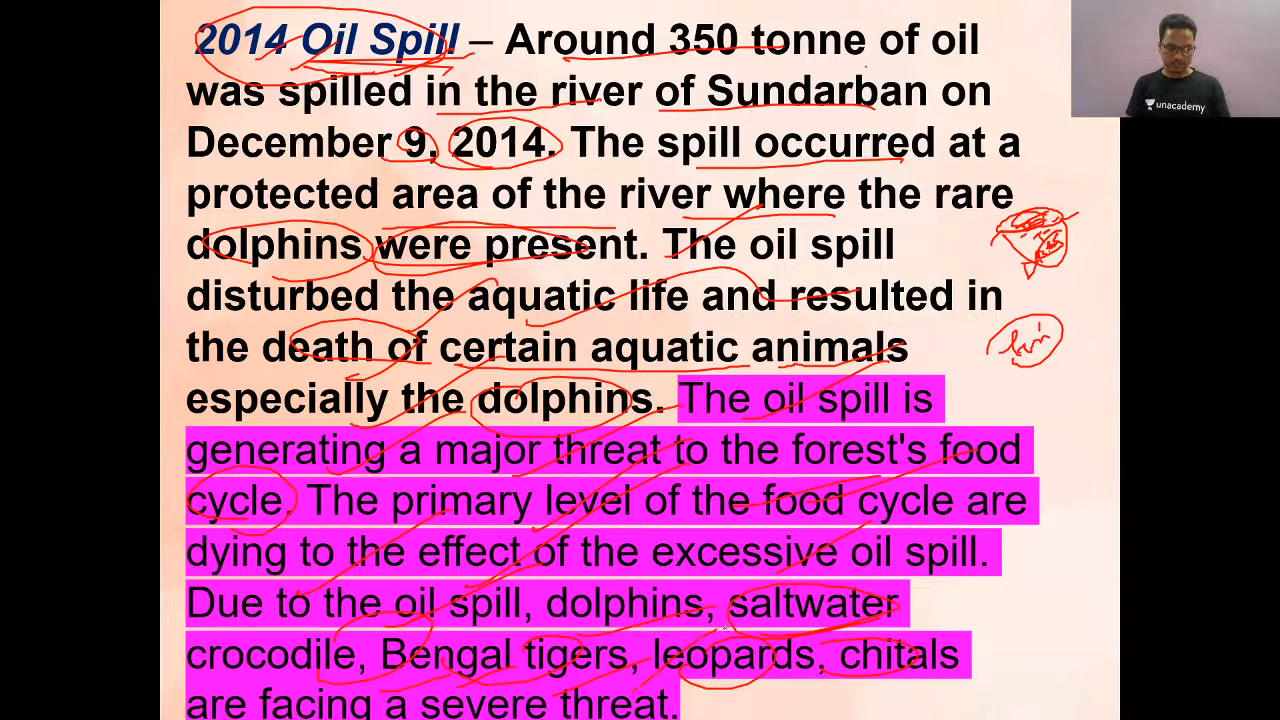 2014 Oil Spill – Around 350 tonne of oil
was spilled in the river of Sundarban on
December 9, 2014. The spill occurred at a
protected area of the river where the rare
dolphins were present. The oil spill
disturbed the aquatic life and resulted in
the death of certain aquatic animals
especially the dolphins. The oil spill is
generating a major threat to the forest's food
cycle. The primary level of the food cycle are
dying to the effect of the excessive oil spill.
Due to the oil spill, dolphins, saltwater
crocodile, Bengal tigers, leopards, chitals
are facing a severe threat.
unacademy